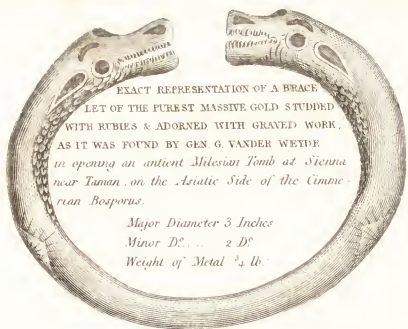 EXACT REPRESENTATION OF A BRACE
LET OF THE PUREST MASSIVE GOLD STUDDED
WITH RUBIES & ADORNED WITH GRAVED WORK,
AS IT WAS FOUND BY GEN. G. VANDER WEYDE
in opening an antient Milesian Tomb at Sienna
near Taman, on the Asiatic Side of the Cimme-
rian Bosporus.
Major Diameter 3 Inches
Minor Do..... 2 Do
Weight of Metal 3/4 lb.